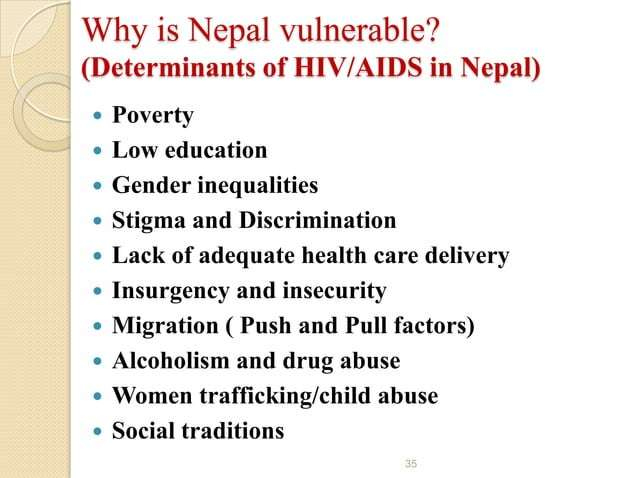 Why is Nepal vulnerable?
(Determinants of HIV/AIDS in Nepal)
• Poverty
• Low education
• Gender inequalities
• Stigma and Discrimination
• Lack of adequate health care delivery
• Insurgency and insecurity
• Migration ( Push and Pull factors)
• Alcoholism and drug abuse
• Women trafficking/child abuse
• Social traditions
35